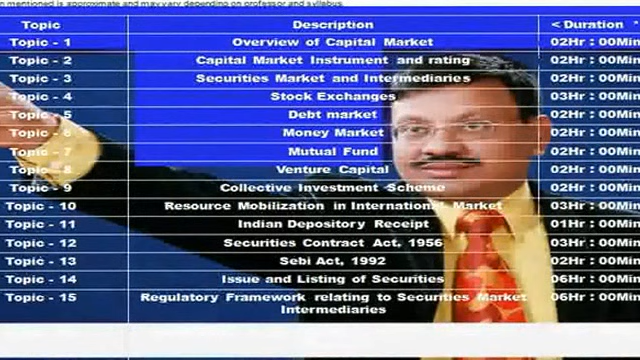 n mentioned is approximate and may vary depending on professor and syllabus.
Topic Description < Duration *
Topic - 1 Overview of Capital Market 02Hr : 00Min
Topic - 2 Capital Market Instrument and rating 02Hr : 00Min
Topic - 3 Securities Market and Intermediaries 02Hr : 00Min
Topic - 4 Stock Exchanges 03Hr : 00Min
Topic - 5 Debt market 02Hr : 00Min
Topic - 6 Money Market 02Hr : 00Min
Topic - 7 Mutual Fund 02Hr : 00Min
Topic - 8 Venture Capital 02Hr : 00Min
Topic - 9 Collective Investment Scheme 02Hr : 00Min
Topic - 10 Resource Mobilization in International Market 03Hr : 00Min
Topic - 11 Indian Depository Receipt 01Hr : 00Min
Topic - 12 Securities Contract Act, 1956 03Hr : 00Min
Topic - 13 Sebi Act, 1992 02Hr : 00Min
Topic - 14 Issue and Listing of Securities 06Hr : 00Min
Topic - 15 Regulatory Framework relating to Securities Market 06Hr : 00Min
Intermediaries